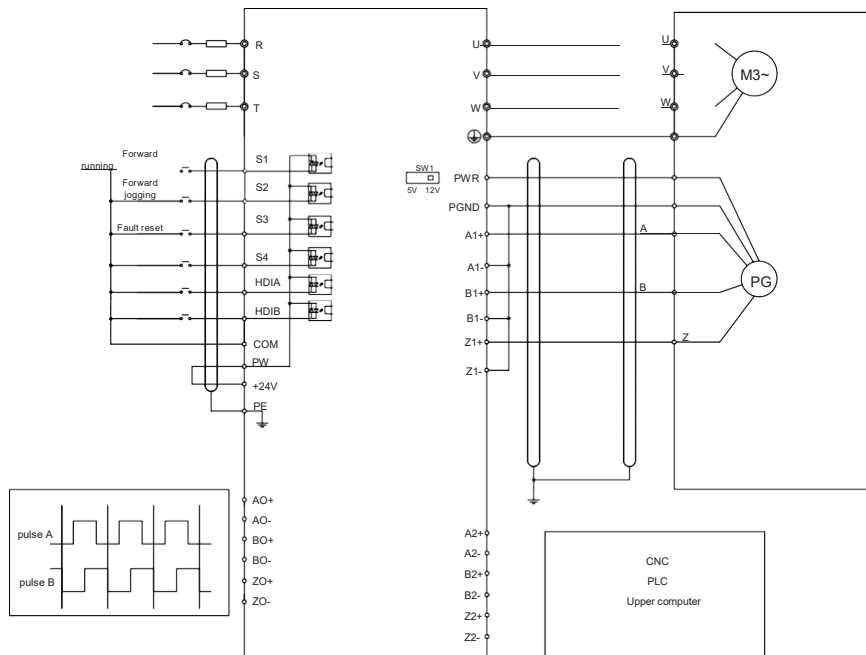 R
S
T
U
V
W
U
V
W
M3~
Forward
running
Forward
jogging
Fault reset
S1
S2
S3
S4
HDIA
HDIB
COM
PW
+24V
PE
SW1
5V 12V
PWR
PGND
A1+
A1-
B1+
B1-
Z1+
Z1-
A
B
Z
PG
pulse A
pulse B
AO+
AO-
BO+
BO-
ZO+
ZO-
A2+
A2-
B2+
B2-
Z2+
Z2-
CNC
PLC
Upper computer